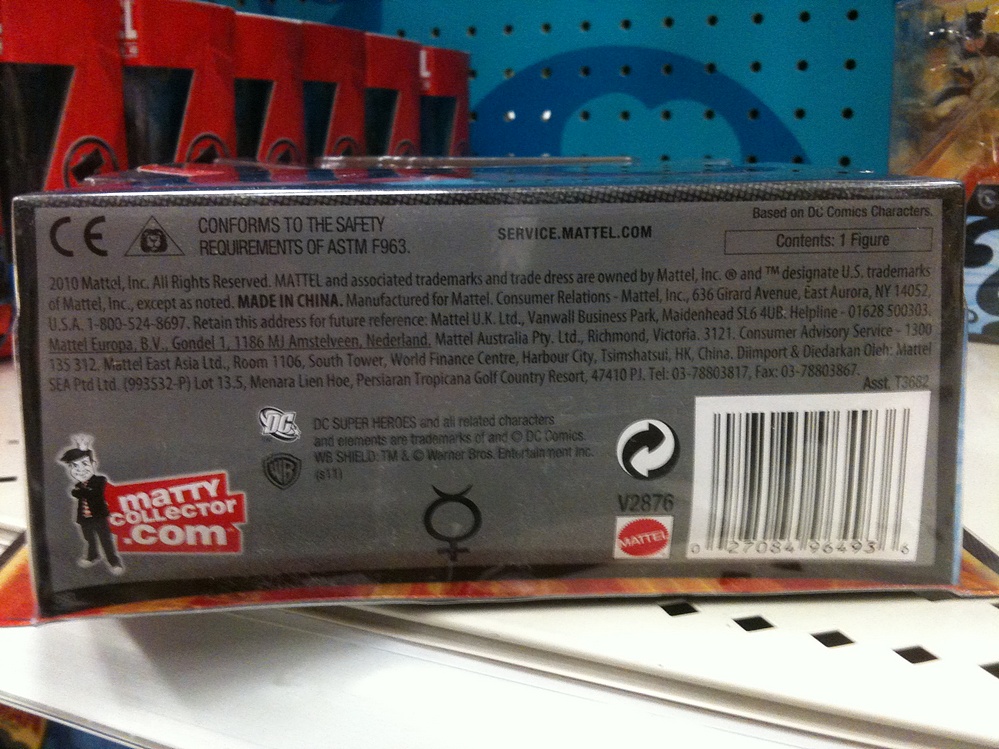 CE
CONFORMS TO THE SAFETY
REQUIREMENTS OF ASTM F963.
SERVICE.MATTEL.COM
Based on DC Comics Characters.
Contents: 1 Figure
2010 Mattel, Inc. All Rights Reserved. MATTEL and associated trademarks and trade dress are owned by Mattel, Inc. ® and ™ designate U.S. trademarks
of Mattel, Inc., except as noted. MADE IN CHINA. Manufactured for Mattel. Consumer Relations - Mattel, Inc., 636 Girard Avenue, East Aurora, NY 14052,
U.S.A. 1-800-524-8697. Retain this address for future reference: Mattel U.K. Ltd., Vanwall Business Park, Maidenhead SL6 4UB. Helpline - 01628 500303.
Mattel Europa, B.V., Gondel 1, 1186 MJ Amstelveen, Nederland. Mattel Australia Pty. Ltd., Richmond, Victoria. 3121. Consumer Advisory Service - 1300
135 312. Mattel East Asia Ltd., Room 1106, South Tower, World Finance Centre, Harbour City, Tsimshatsui, HK, China. Diimport & Diedarkan Oleh: Mattel
SEA Ptd Ltd. (993532-P) Lot 13.5, Menara Lien Hoe, Persiaran Tropicana Golf Country Resort, 47410 PJ. Tel: 03-78803817, Fax: 03-78803867.
Asst. T3682
DC
DC SUPER HEROES and all related characters
and elements are trademarks of and © DC Comics.
WB SHIELD: TM & © Warner Bros. Entertainment Inc.
(s11)
WB
matty
collector
.com
V2876
MATTEL
0 27084 96493 6
L